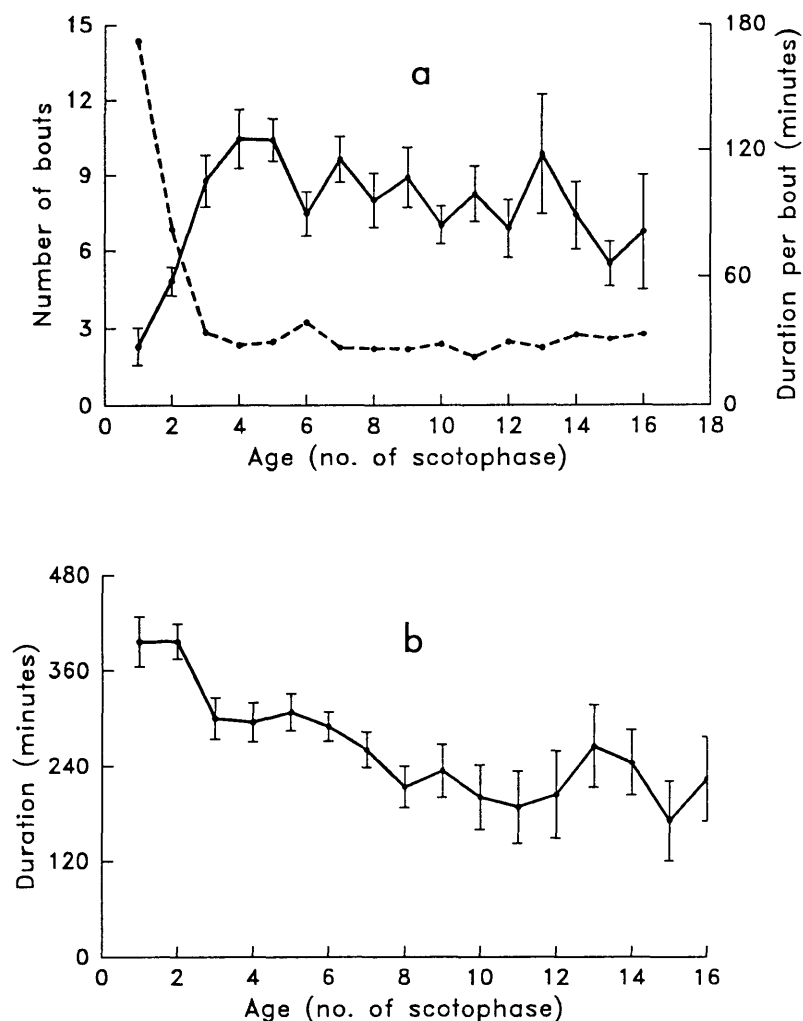 a
Number of bouts
15
12
9
6
3
0
Duration per bout (minutes)
180
120
60
0
0 2 4 6 8 10 12 14 16 18
Age (no. of scotophase)
b
Duration (minutes)
480
360
240
120
0
0 2 4 6 8 10 12 14 16
Age (no. of scotophase)